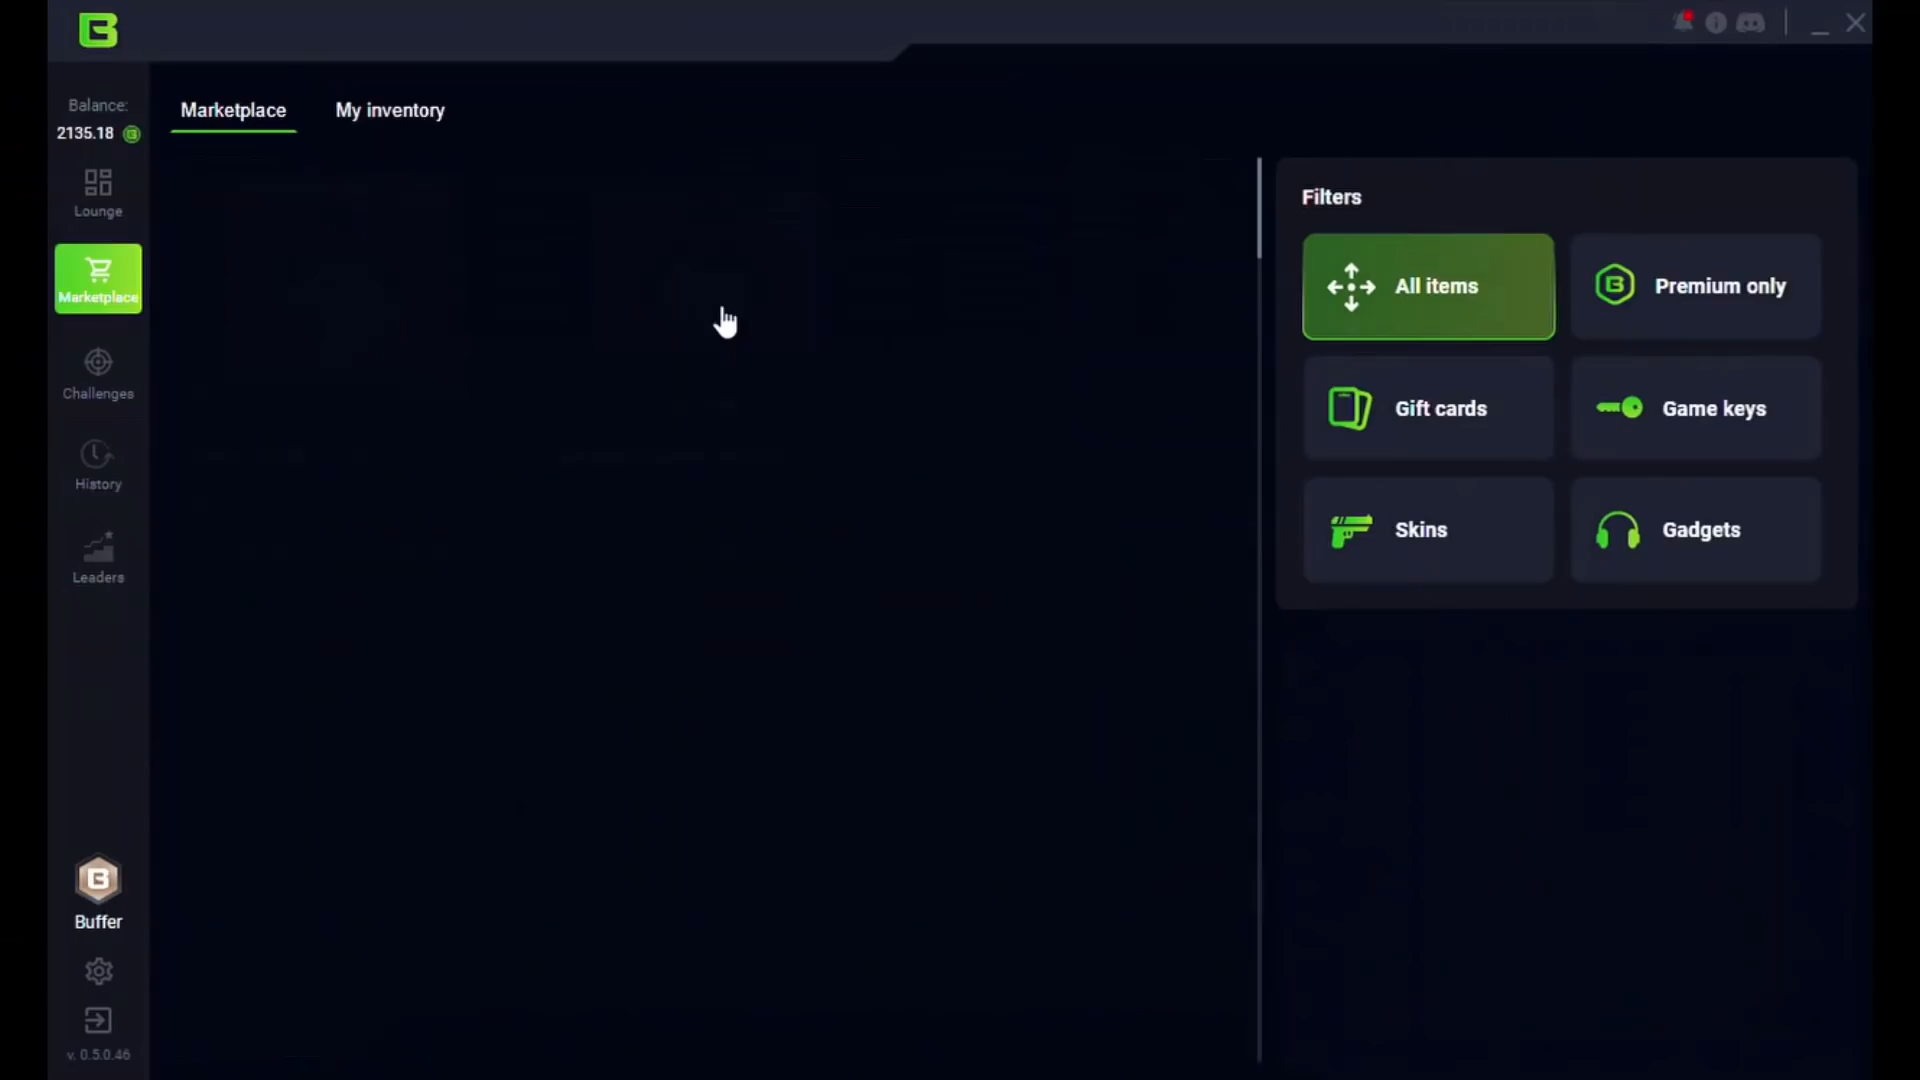 Balance:
2135.18
Lounge
Marketplace
Challenges
History
Leaders
Buffer
v. 0.5.0.46
Marketplace
My inventory
Filters
All items
Premium only
Gift cards
Game keys
Skins
Gadgets